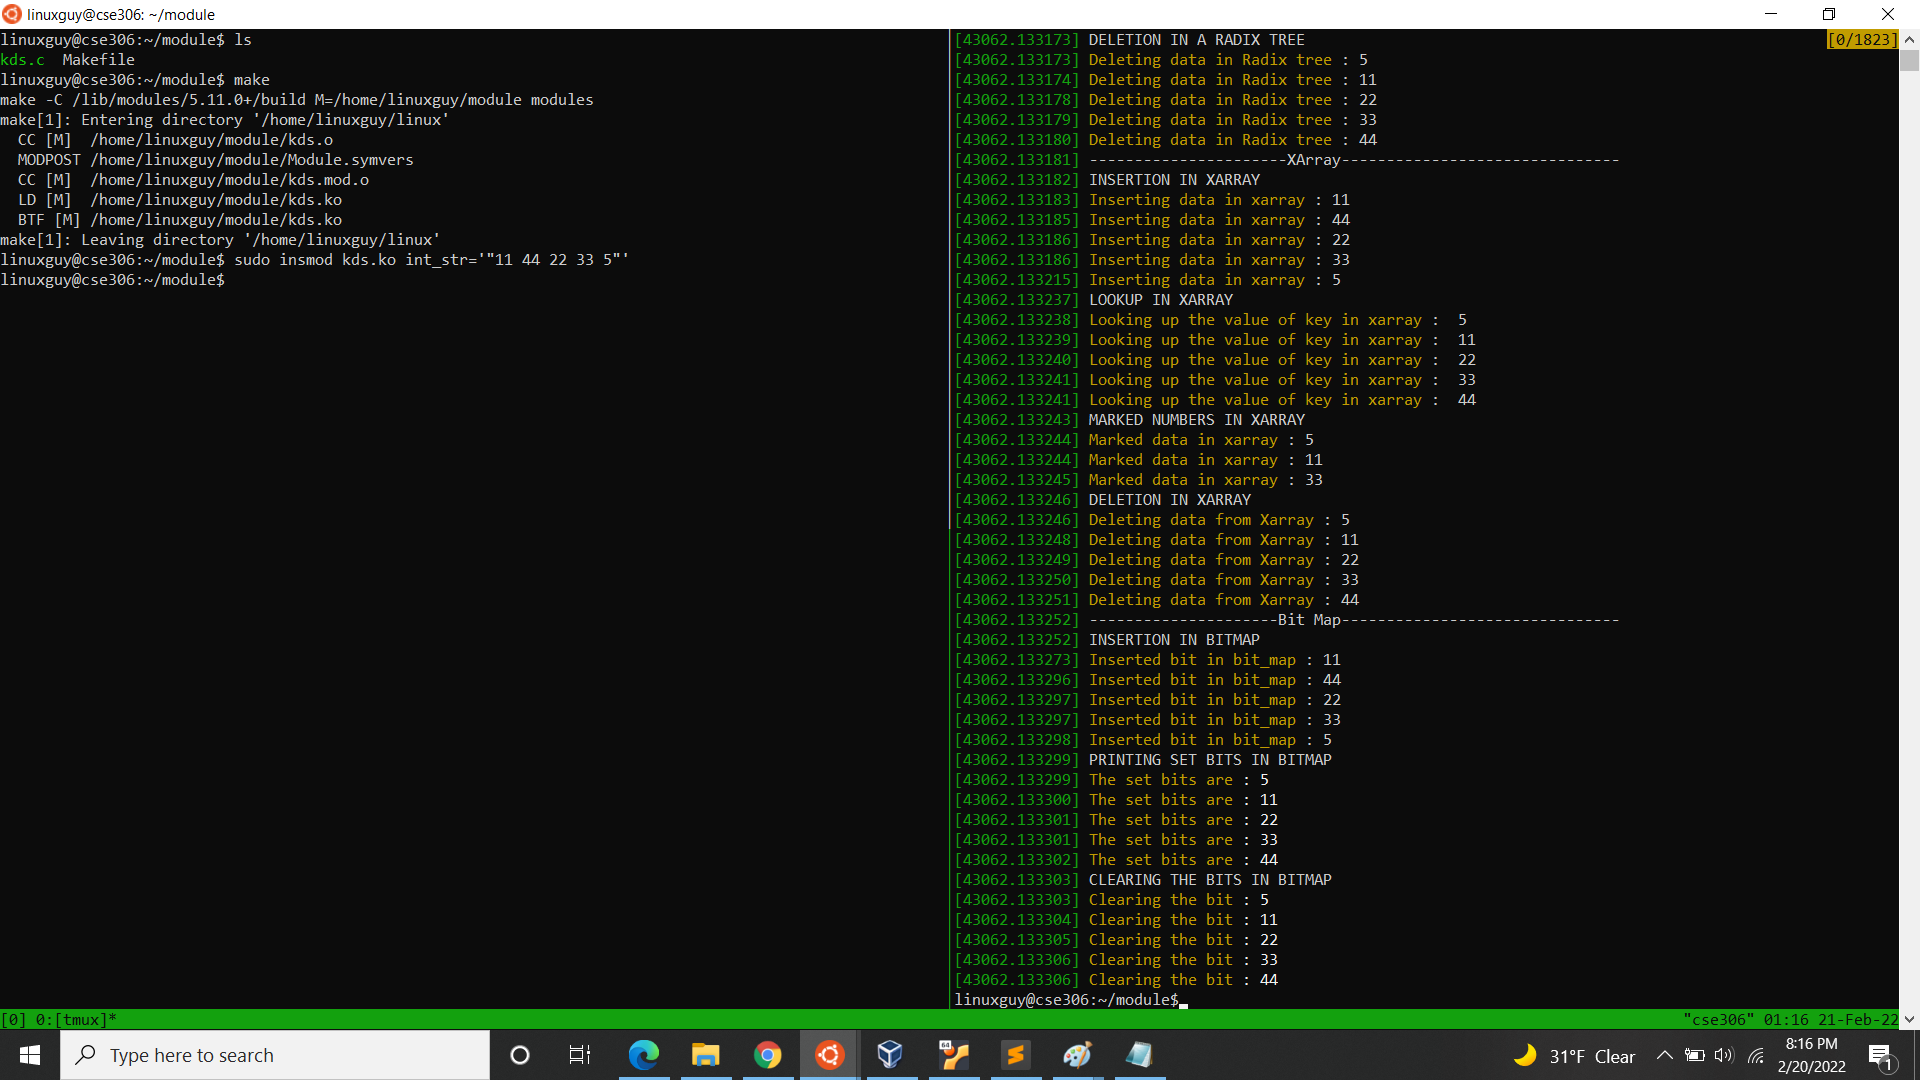 linuxguy@cse306: ~/module
linuxguy@cse306:~/module$ ls
kds.c  Makefile
linuxguy@cse306:~/module$ make
make -C /lib/modules/5.11.0+/build M=/home/linuxguy/module modules
make[1]: Entering directory '/home/linuxguy/linux'
  CC [M]  /home/linuxguy/module/kds.o
  MODPOST /home/linuxguy/module/Module.symvers
  CC [M]  /home/linuxguy/module/kds.mod.o
  LD [M]  /home/linuxguy/module/kds.ko
  BTF [M] /home/linuxguy/module/kds.ko
make[1]: Leaving directory '/home/linuxguy/linux'
linuxguy@cse306:~/module$ sudo insmod kds.ko int_str='"11 44 22 33 5"'
linuxguy@cse306:~/module$
[0/1823]
[43062.133173] DELETION IN A RADIX TREE
[43062.133173] Deleting data in Radix tree : 5
[43062.133174] Deleting data in Radix tree : 11
[43062.133178] Deleting data in Radix tree : 22
[43062.133179] Deleting data in Radix tree : 33
[43062.133180] Deleting data in Radix tree : 44
[43062.133181] ----------------------XArray-------------------------------
[43062.133182] INSERTION IN XARRAY
[43062.133183] Inserting data in xarray : 11
[43062.133185] Inserting data in xarray : 44
[43062.133186] Inserting data in xarray : 22
[43062.133186] Inserting data in xarray : 33
[43062.133215] Inserting data in xarray : 5
[43062.133237] LOOKUP IN XARRAY
[43062.133238] Looking up the value of key in xarray :  5
[43062.133239] Looking up the value of key in xarray :  11
[43062.133240] Looking up the value of key in xarray :  22
[43062.133241] Looking up the value of key in xarray :  33
[43062.133241] Looking up the value of key in xarray :  44
[43062.133243] MARKED NUMBERS IN XARRAY
[43062.133244] Marked data in xarray : 5
[43062.133244] Marked data in xarray : 11
[43062.133245] Marked data in xarray : 33
[43062.133246] DELETION IN XARRAY
[43062.133246] Deleting data from Xarray : 5
[43062.133248] Deleting data from Xarray : 11
[43062.133249] Deleting data from Xarray : 22
[43062.133250] Deleting data from Xarray : 33
[43062.133251] Deleting data from Xarray : 44
[43062.133252] ---------------------Bit Map-------------------------------
[43062.133252] INSERTION IN BITMAP
[43062.133273] Inserted bit in bit_map : 11
[43062.133296] Inserted bit in bit_map : 44
[43062.133297] Inserted bit in bit_map : 22
[43062.133297] Inserted bit in bit_map : 33
[43062.133298] Inserted bit in bit_map : 5
[43062.133299] PRINTING SET BITS IN BITMAP
[43062.133299] The set bits are : 5
[43062.133300] The set bits are : 11
[43062.133301] The set bits are : 22
[43062.133301] The set bits are : 33
[43062.133302] The set bits are : 44
[43062.133303] CLEARING THE BITS IN BITMAP
[43062.133303] Clearing the bit : 5
[43062.133304] Clearing the bit : 11
[43062.133305] Clearing the bit : 22
[43062.133306] Clearing the bit : 33
[43062.133306] Clearing the bit : 44
linuxguy@cse306:~/module$
[0] 0:[tmux]*
"cse306" 01:16 21-Feb-22
Type here to search
64
31°F  Clear
8:16 PM
2/20/2022
1